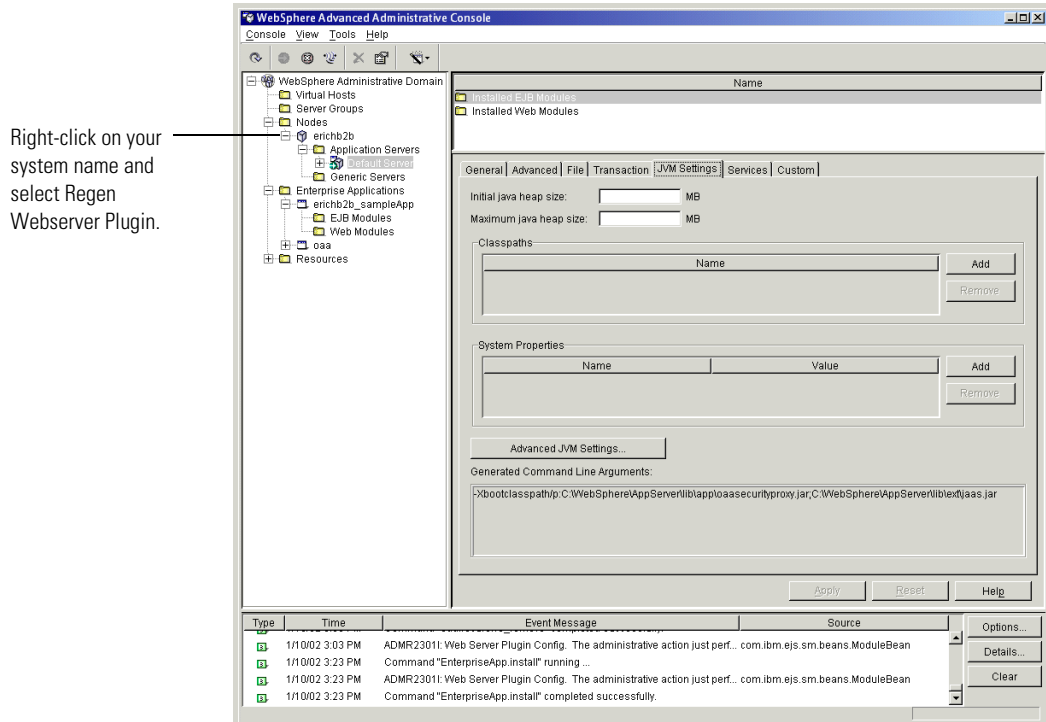 WebSphere Advanced Administrative Console
Console View Tools Help
WebSphere Administrative Domain
Virtual Hosts
Server Groups
Nodes
erichb2b
Application Servers
Default Server
Generic Servers
Enterprise Applications
erichb2b_sampleApp
EJB Modules
Web Modules
oaa
Resources
Right-click on your
system name and
select Regen
Webserver Plugin.
Name
Installed EJB Modules
Installed Web Modules
General Advanced File Transaction JVM Settings Services Custom
Initial java heap size: MB
Maximum java heap size: MB
Classpaths
Name
Add
Remove
System Properties
Name Value
Add
Remove
Advanced JVM Settings...
Generated Command Line Arguments:
-Xbootclasspath/p:C:\WebSphere\AppServer\lib\app\oaasecurityproxy.jar;C:\WebSphere\AppServer\lib\ext\jaas.jar
Apply Reset Help
Type Time Event Message Source
1/10/02 3:03 PM ADMR2301I: Web Server Plugin Config. The administrative action just perf... com.ibm.ejs.sm.beans.ModuleBean
1/10/02 3:23 PM Command "EnterpriseApp.install" running ...
1/10/02 3:23 PM ADMR2301I: Web Server Plugin Config. The administrative action just perf... com.ibm.ejs.sm.beans.ModuleBean
1/10/02 3:23 PM Command "EnterpriseApp.install" completed successfully.
Options...
Details...
Clear